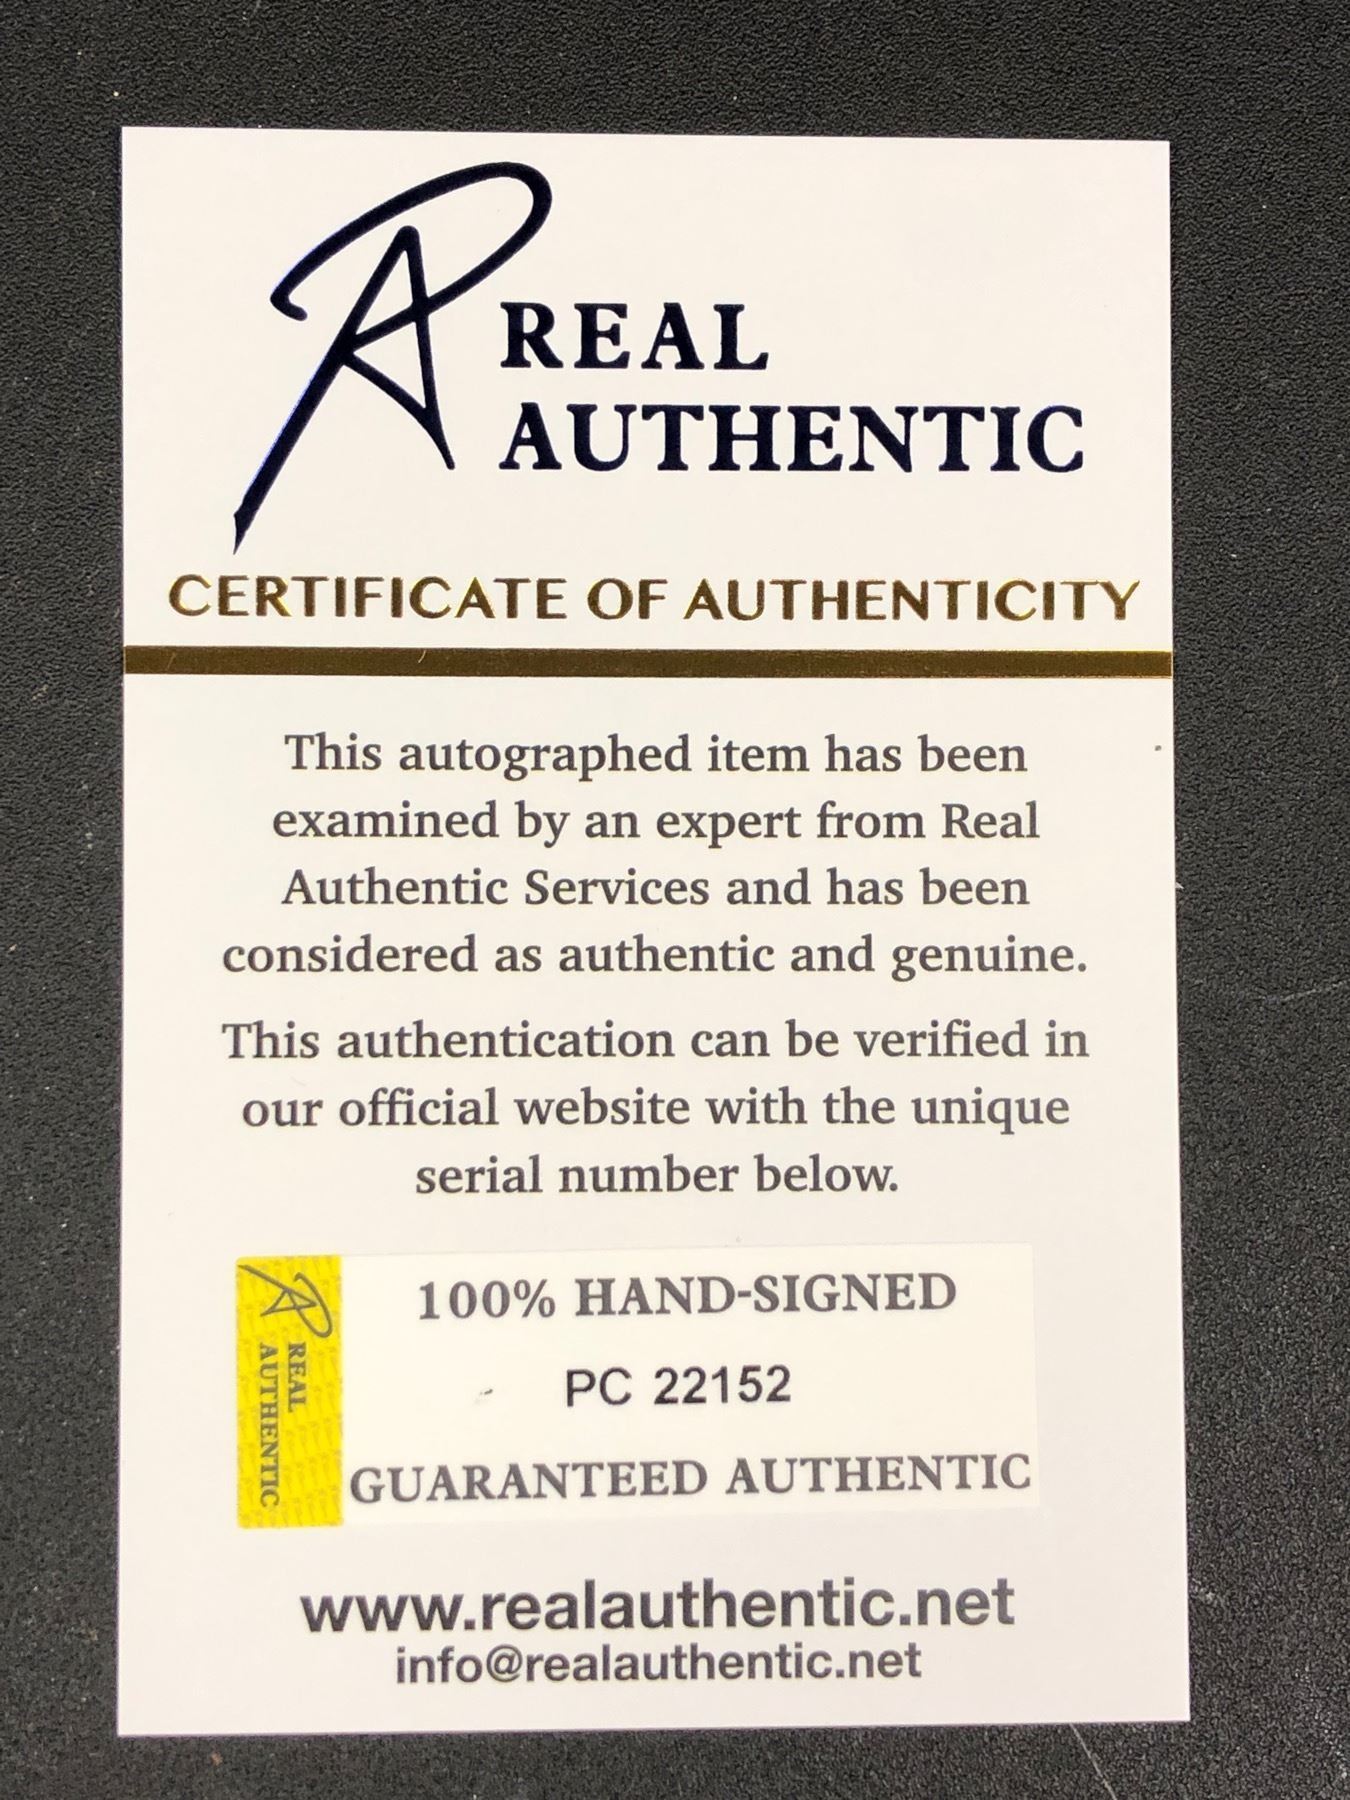 REAL
AUTHENTIC
CERTIFICATE OF AUTHENTICITY
This autographed item has been
examined by an expert from Real
Authentic Services and has been
considered as authentic and genuine.
This authentication can be verified in
our official website with the unique
serial number below.
REAL
AUTHENTIC
100% HAND-SIGNED
PC 22152
GUARANTEED AUTHENTIC
www.realauthentic.net
info@realauthentic.net